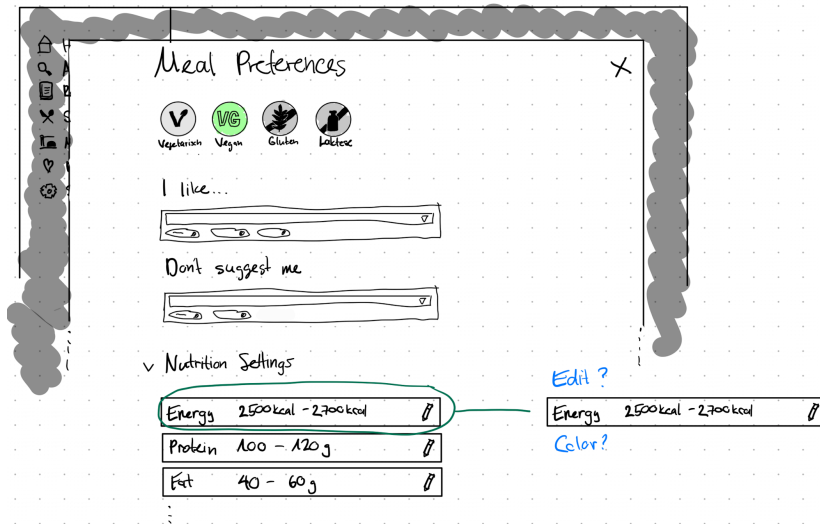 Meal Preferences X
V VG
Vegetarisch Vegan Gluten Laktose
I like...
Don't suggest me
Nutrition Settings
Edit ?
Energy 2500 kcal - 2700 kcal
Energy 2500 kcal - 2700 kcal
Color?
Protein 100 - 120 g
Fat 40 - 60 g